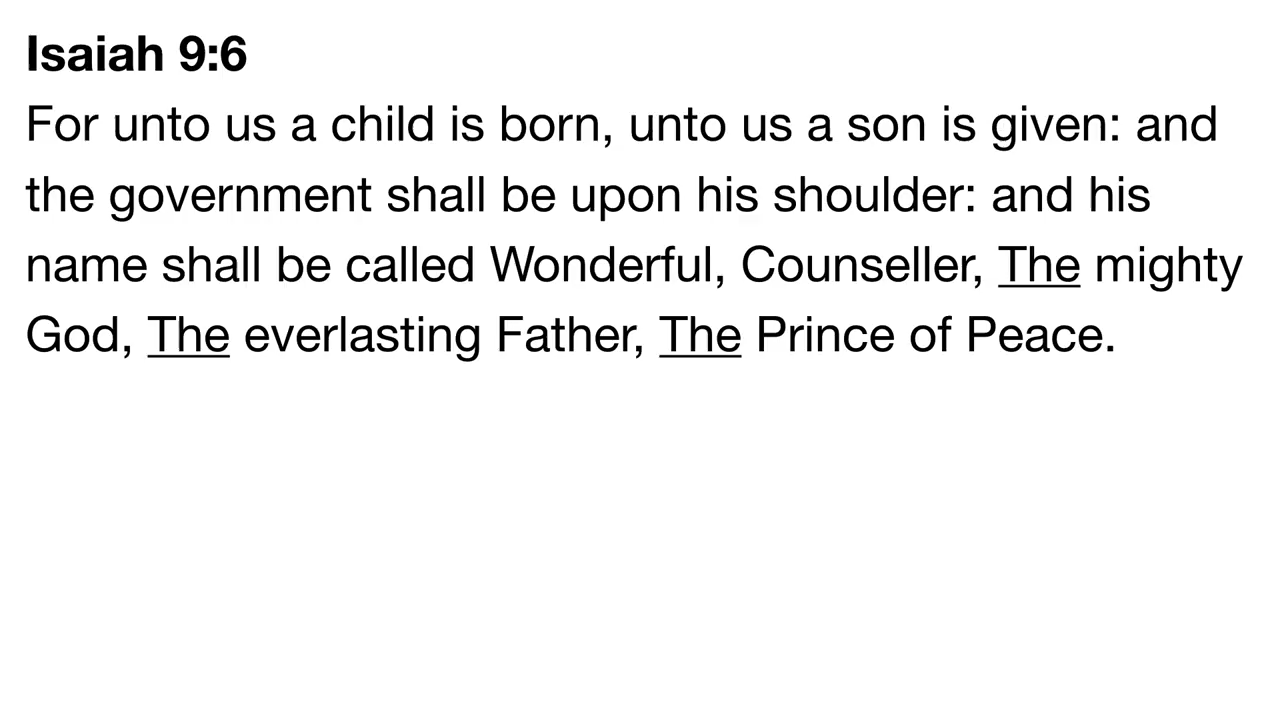 Isaiah 9:6
For unto us a child is born, unto us a son is given: and
the government shall be upon his shoulder: and his
name shall be called Wonderful, Counseller, The mighty
God, The everlasting Father, The Prince of Peace.